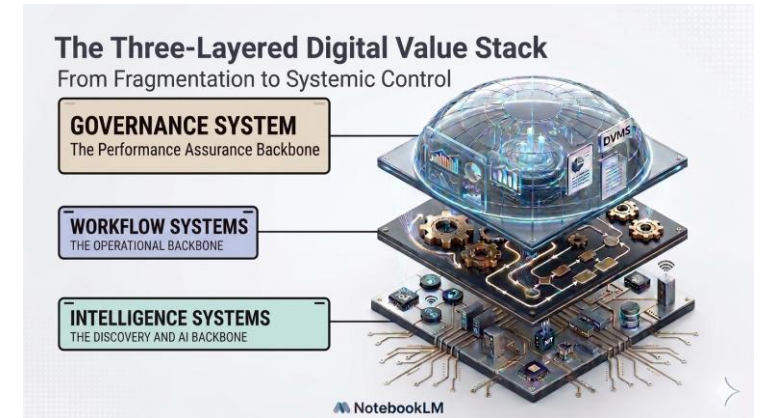 The Three-Layered Digital Value Stack
From Fragmentation to Systemic Control
GOVERNANCE SYSTEM
The Performance Assurance Backbone
DVMS
WORKFLOW SYSTEMS
THE OPERATIONAL BACKBONE
INTELLIGENCE SYSTEMS
THE DISCOVERY AND AI BACKBONE
NotebookLM